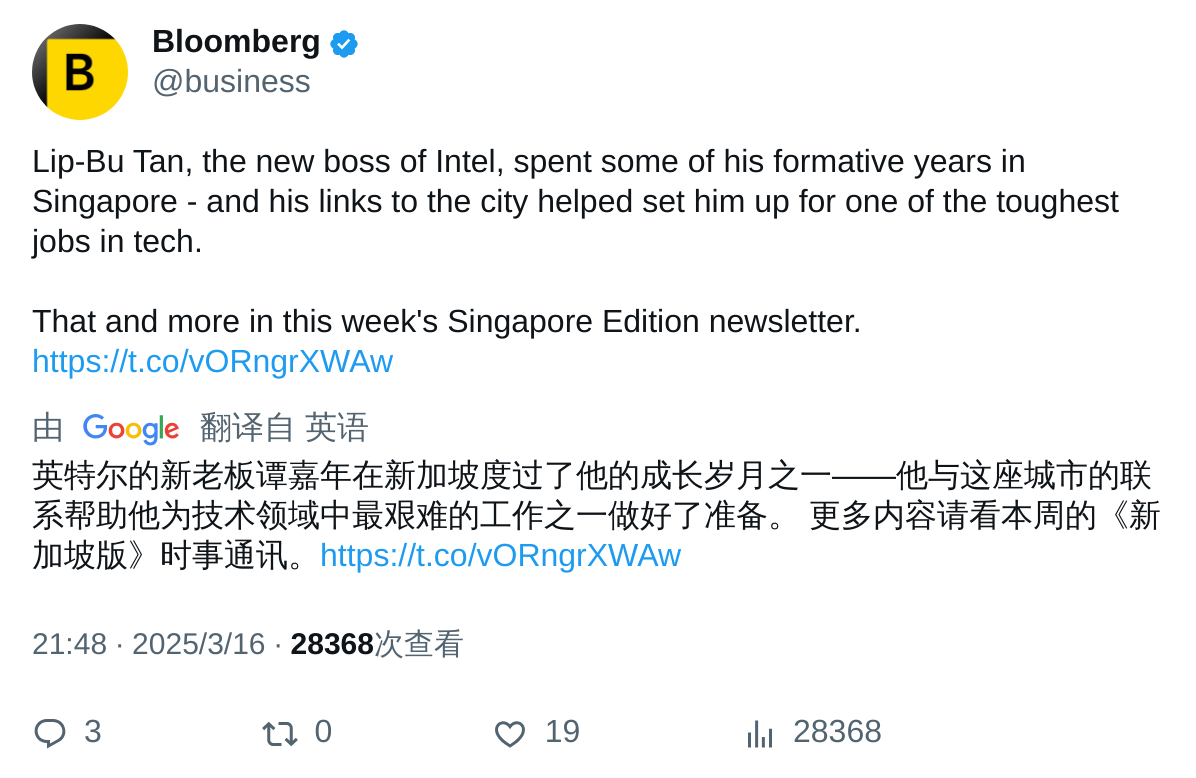 B
Bloomberg
@business
Lip-Bu Tan, the new boss of Intel, spent some of his formative years in
Singapore - and his links to the city helped set him up for one of the toughest
jobs in tech.
That and more in this week's Singapore Edition newsletter.
https://t.co/vORngrXWAw
由 Google 翻译自 英语
英特尔的新老板谭嘉年在新加坡度过了他的成长岁月之一——他与这座城市的联
系帮助他为技术领域中最艰难的工作之一做好了准备。 更多内容请看本周的《新
加坡版》时事通讯。https://t.co/vORngrXWAw
21:48 · 2025/3/16 · 28368次查看
3 0 19 28368